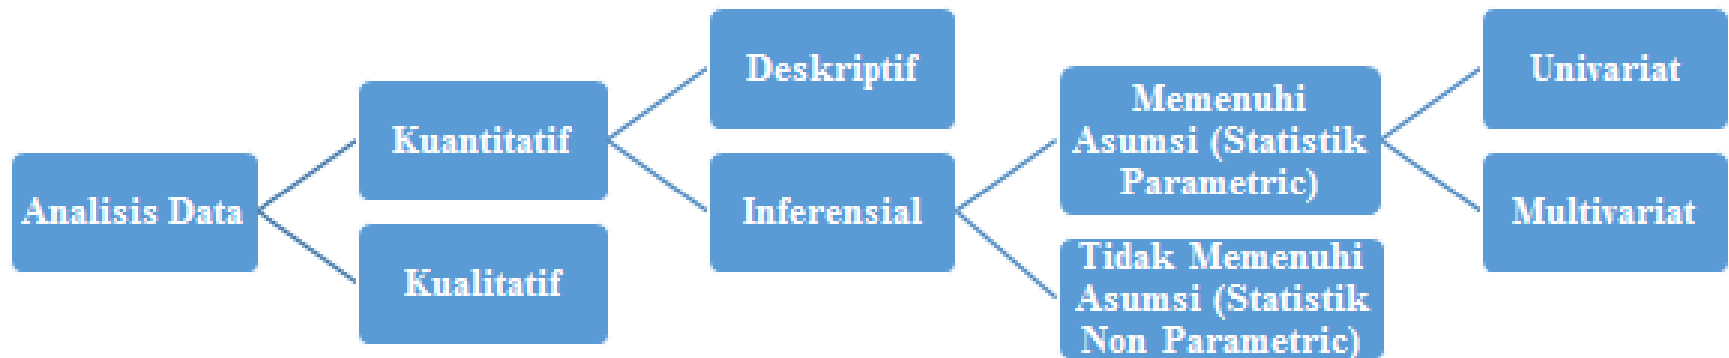 Analisis Data
Kuantitatif
Kualitatif
Deskriptif
Inferensial
Memenuhi
Asumsi (Statistik
Parametric)
Tidak Memenuhi
Asumsi (Statistik
Non Parametric)
Univariat
Multivariat